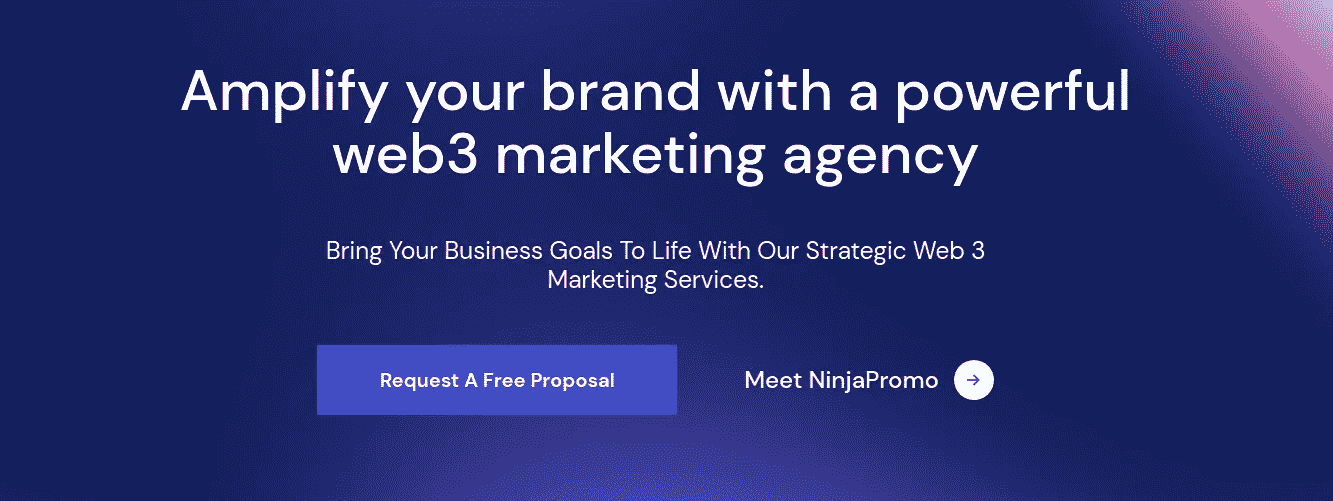 Amplify your brand with a powerful
web3 marketing agency
Bring Your Business Goals To Life With Our Strategic Web 3
Marketing Services.
Request A Free Proposal
Meet NinjaPromo